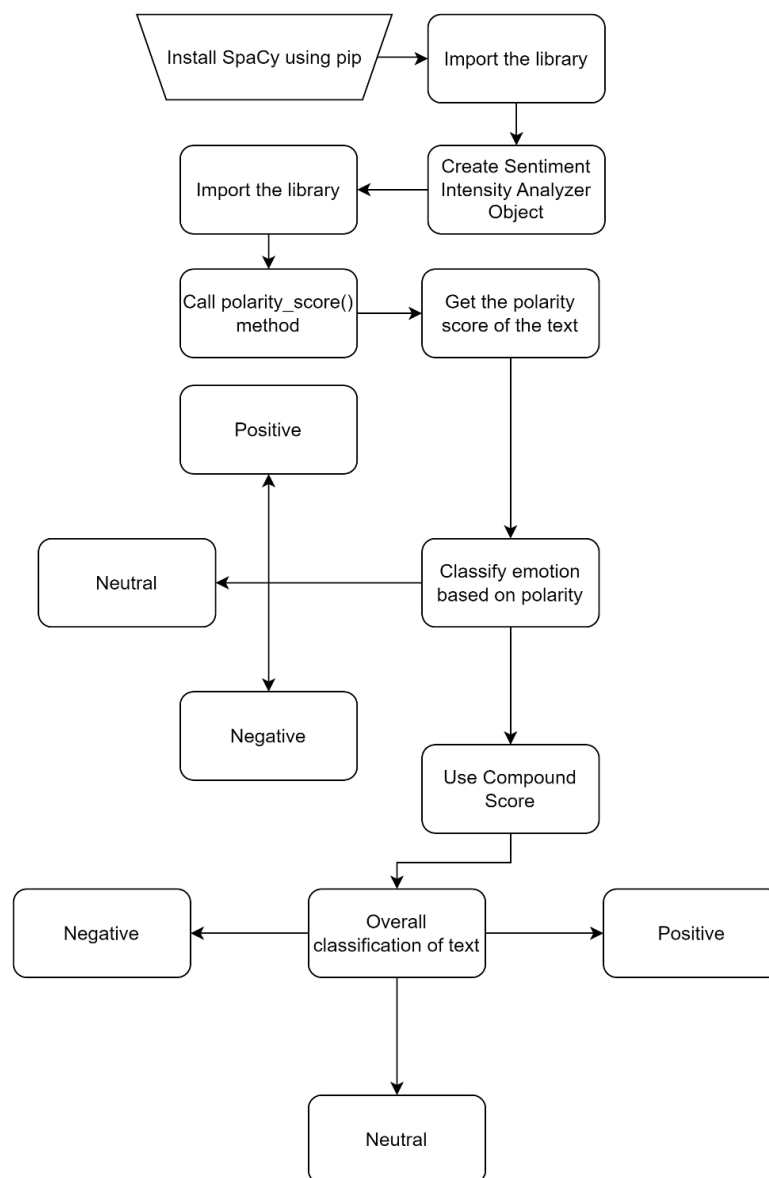 Install SpaCy using pip
Import the library
Create Sentiment
Intensity Analyzer
Object
Import the library
Call polarity_score()
method
Get the polarity
score of the text
Positive
Neutral
Classify emotion
based on polarity
Negative
Use Compound
Score
Negative
Overall
classification of text
Positive
Neutral